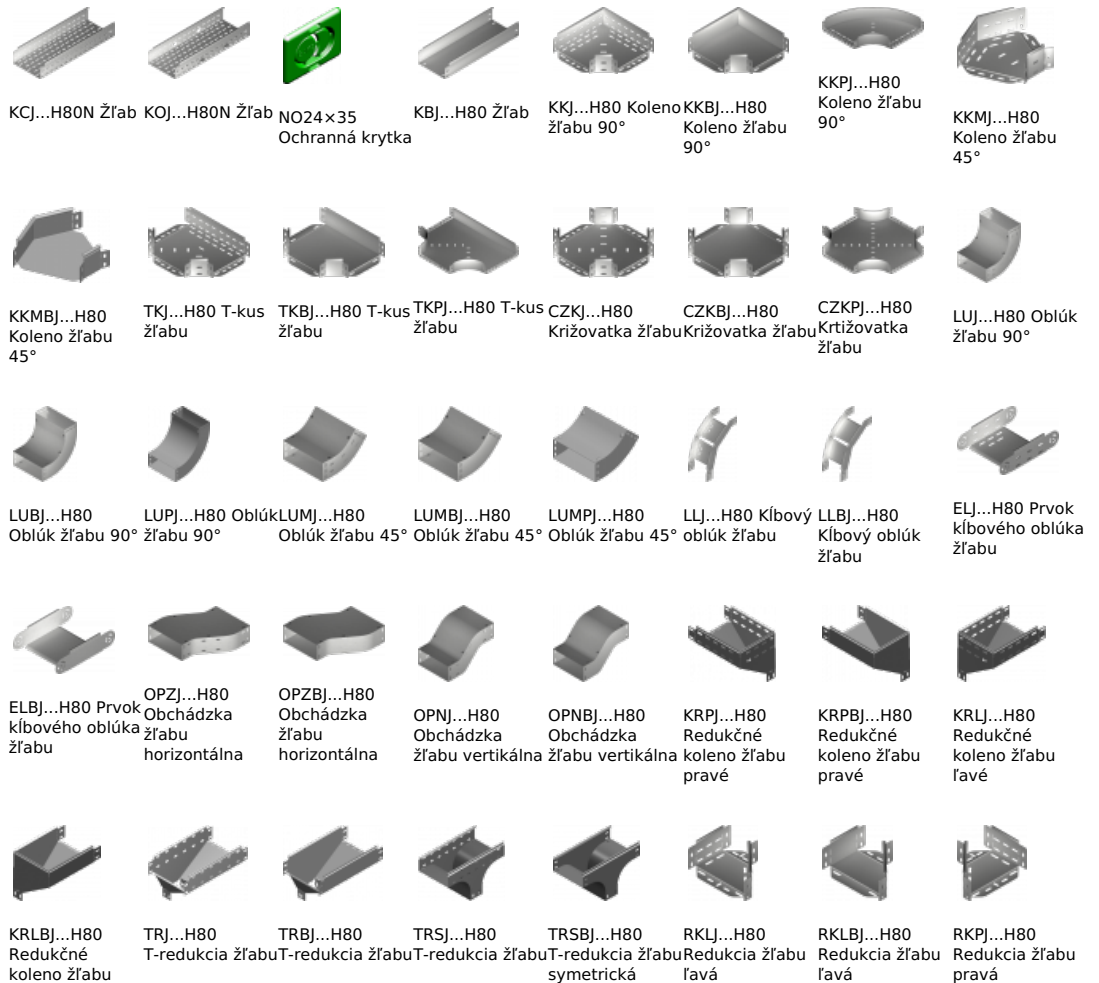 KCJ...H80N Žľab
KOJ...H80N Žľab
NO24×35
Ochranná krytka
KBJ...H80 Žľab
KKJ...H80 Koleno
žľabu 90°
KKBJ...H80
Koleno žľabu
90°
KKPJ...H80
Koleno žľabu
90°
KKMJ...H80
Koleno žľabu
45°
KKMBJ...H80
Koleno žľabu
45°
TKJ...H80 T-kus
žľabu
TKBJ...H80 T-kus
žľabu
TKPJ...H80 T-kus
žľabu
CZKJ...H80
Križovatka žľabu
CZKBJ...H80
Križovatka žľabu
CZKPJ...H80
Krtižovatka
žľabu
LUJ...H80 Oblúk
žľabu 90°
LUBJ...H80
Oblúk žľabu 90°
LUPJ...H80 Oblúk
žľabu 90°
LUMJ...H80
Oblúk žľabu 45°
LUMBJ...H80
Oblúk žľabu 45°
LUMPJ...H80
Oblúk žľabu 45°
LLJ...H80 Kĺbový
oblúk žľabu
LLBJ...H80
Kĺbový oblúk
žľabu
ELJ...H80 Prvok
kĺbového oblúka
žľabu
ELBJ...H80 Prvok
kĺbového oblúka
žľabu
OPZJ...H80
Obchádzka
žľabu
horizontálna
OPZBJ...H80
Obchádzka
žľabu
horizontálna
OPNJ...H80
Obchádzka
žľabu vertikálna
OPNBJ...H80
Obchádzka
žľabu vertikálna
KRPJ...H80
Redukčné
koleno žľabu
pravé
KRPBJ...H80
Redukčné
koleno žľabu
pravé
KRLJ...H80
Redukčné
koleno žľabu
ľavé
KRLBJ...H80
Redukčné
koleno žľabu
TRJ...H80
T-redukcia žľabu
TRBJ...H80
T-redukcia žľabu
TRSJ...H80
T-redukcia žľabu
TRSBJ...H80
T-redukcia žľabu
symetrická
RKLJ...H80
Redukcia žľabu
ľavá
RKLBJ...H80
Redukcia žľabu
ľavá
RKPJ...H80
Redukcia žľabu
pravá